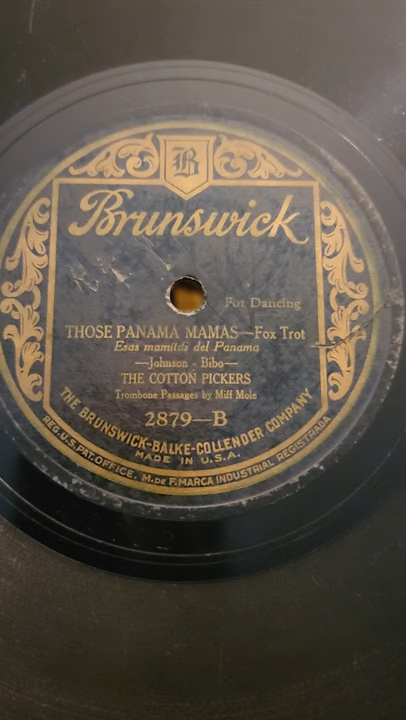 B
Brunswick
For Dancing
THOSE PANAMA MAMAS—Fox Trot
Esas mamitas del Panama
—Johnson - Bibo—
THE COTTON PICKERS
Trombone Passages by Miff Mole
2879—B
THE BRUNSWICK-BALKE-COLLENDER COMPANY
MADE IN U.S.A.
REG. U.S. PAT. OFFICE. M. DE F. MARCA INDUSTRIAL REGISTRADA